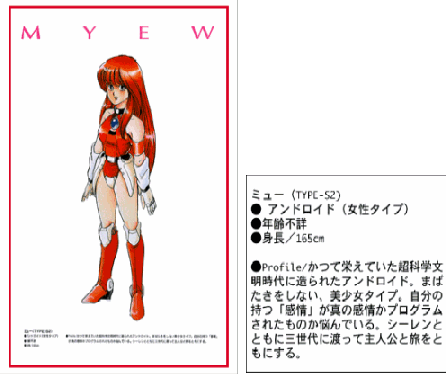 MYEW
ミュー (TYPE-S2)
● アンドロイド（女性タイプ）
●年齢不詳
●身長／165cm
●Profile/かつて栄えていた超科学文
明時代に造られたアンドロイド。まば
たきをしない、美少女タイプ。自分の
持つ「感情」が真の感情かプログラム
されたものか悩んでいる。シーレンと
ともに三世代に渡って主人公と旅をと
もにする。